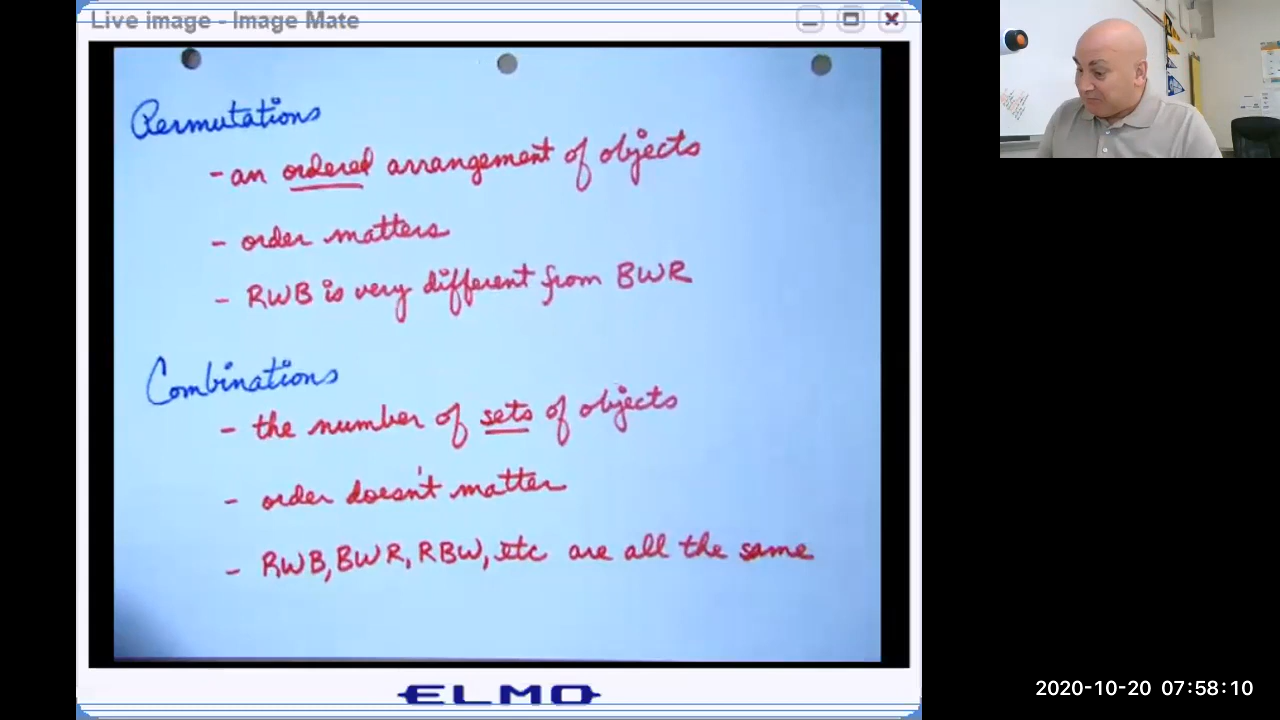 Live image - Image Mate
Permutations
- an ordered arrangement of objects
- order matters
- RWB is very different from BWR
Combinations
- the number of sets of objects
- order doesn't matter
- RWB, BWR, RBW, etc are all the same
ELMO
2020-10-20 07:58:10